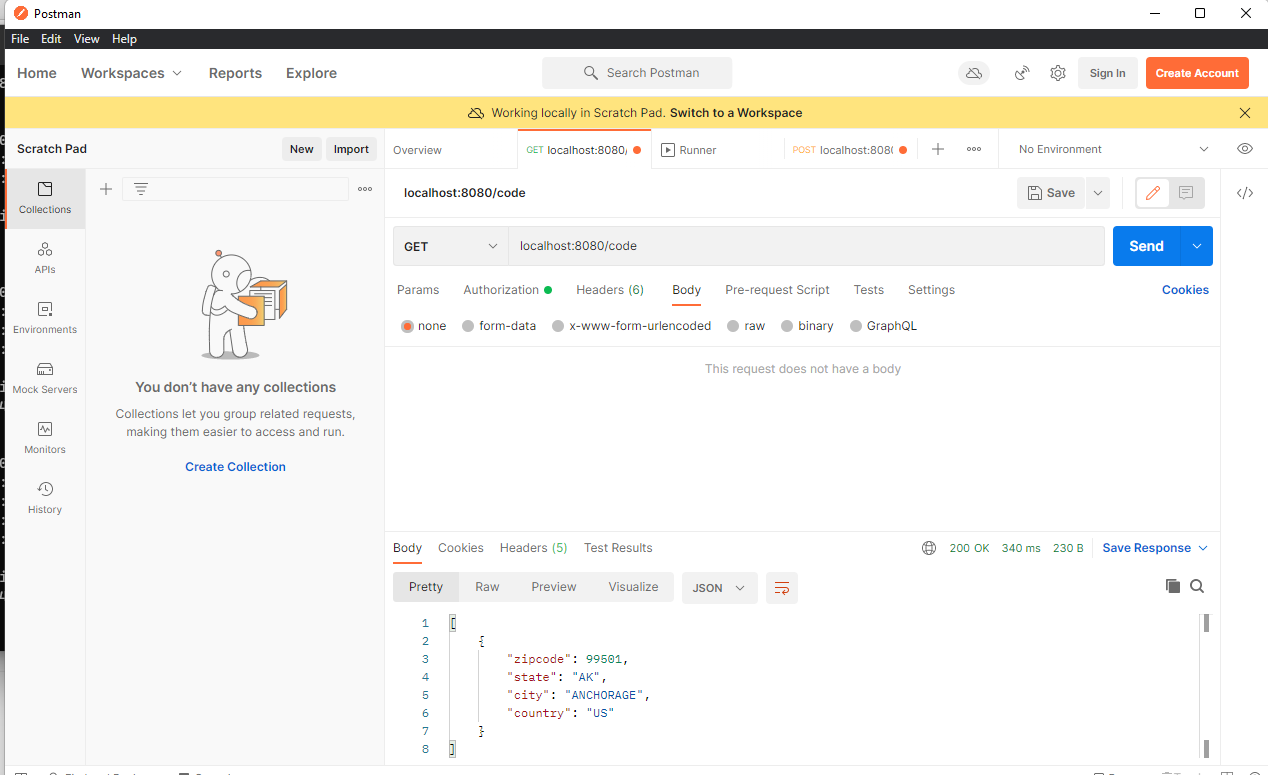 Postman
File Edit View Help
Home Workspaces Reports Explore Search Postman Sign In Create Account
Working locally in Scratch Pad. Switch to a Workspace
Scratch Pad New Import Overview GET localhost:8080/ Runner POST localhost:808 No Environment
Collections
APIs
Environments
Mock Servers
Monitors
History
You don't have any collections
Collections let you group related requests,
making them easier to access and run.
Create Collection
localhost:8080/code Save
GET localhost:8080/code Send
Params Authorization Headers (6) Body Pre-request Script Tests Settings Cookies
none form-data x-www-form-urlencoded raw binary GraphQL
This request does not have a body
Body Cookies Headers (5) Test Results 200 OK 340 ms 230 B Save Response
Pretty Raw Preview Visualize JSON
1 [
2 {
3 "zipcode": 99501,
4 "state": "AK",
5 "city": "ANCHORAGE",
6 "country": "US"
7 }
8 ]